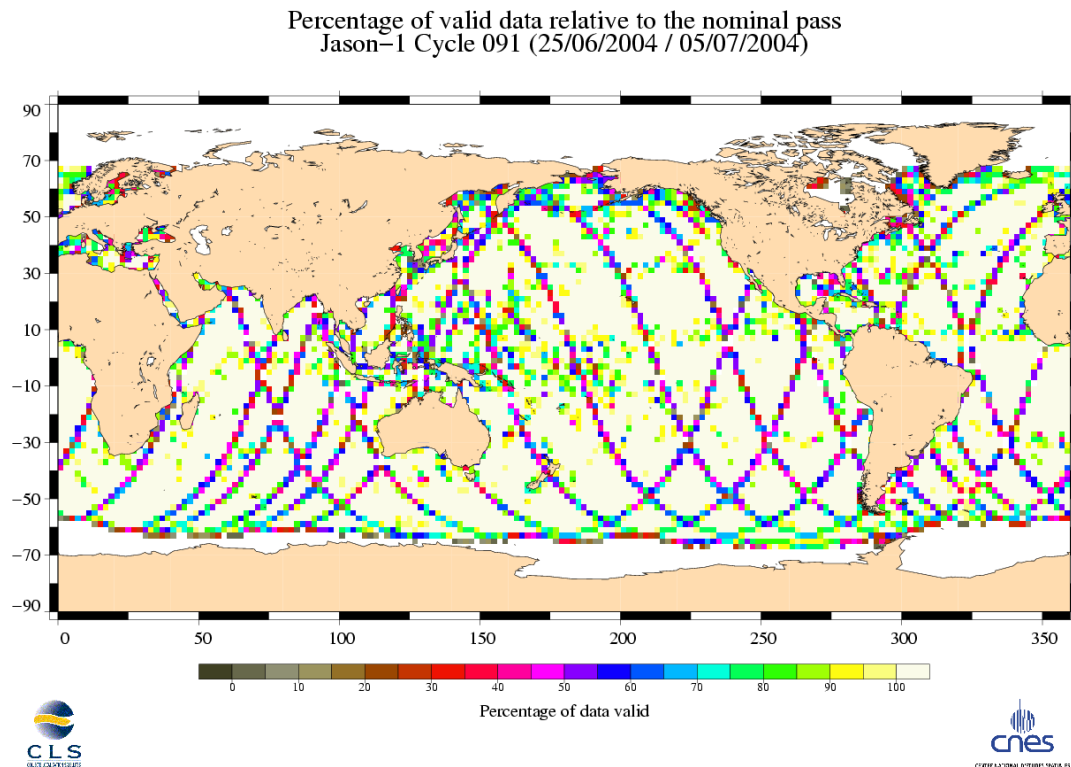 Percentage of valid data relative to the nominal pass
Jason−1 Cycle 091 (25/06/2004 / 05/07/2004)
90
70
50
30
10
−10
−30
−50
−70
−90
0 50 100 150 200 250 300 350
0 10 20 30 40 50 60 70 80 90 100
Percentage of data valid
CLS
cnes